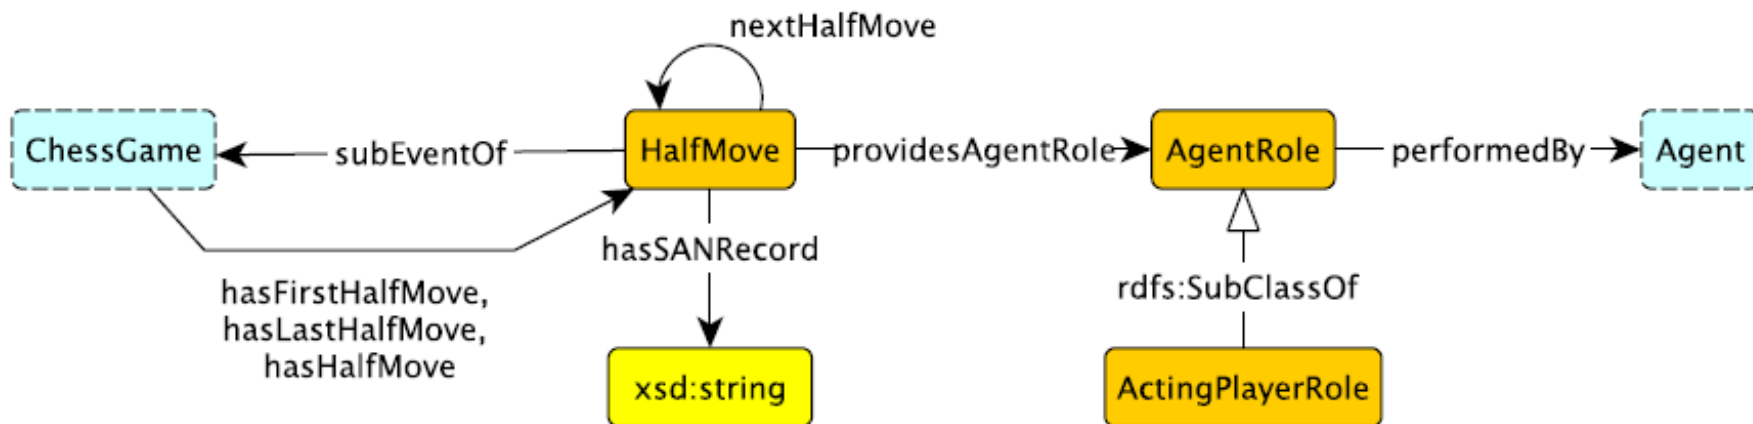 nextHalfMove
ChessGame
subEventOf
HalfMove
providesAgentRole
AgentRole
performedBy
Agent
hasSANRecord
hasFirstHalfMove,
hasLastHalfMove,
hasHalfMove
rdfs:SubClassOf
xsd:string
ActingPlayerRole